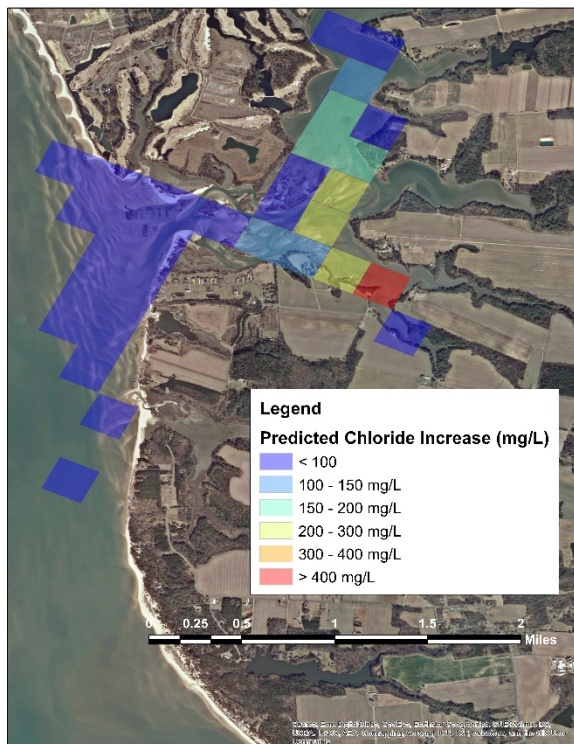 Legend
Predicted Chloride Increase (mg/L)
< 100
100 - 150 mg/L
150 - 200 mg/L
200 - 300 mg/L
300 - 400 mg/L
> 400 mg/L
0 0.25 0.5 1 1.5 2
Miles